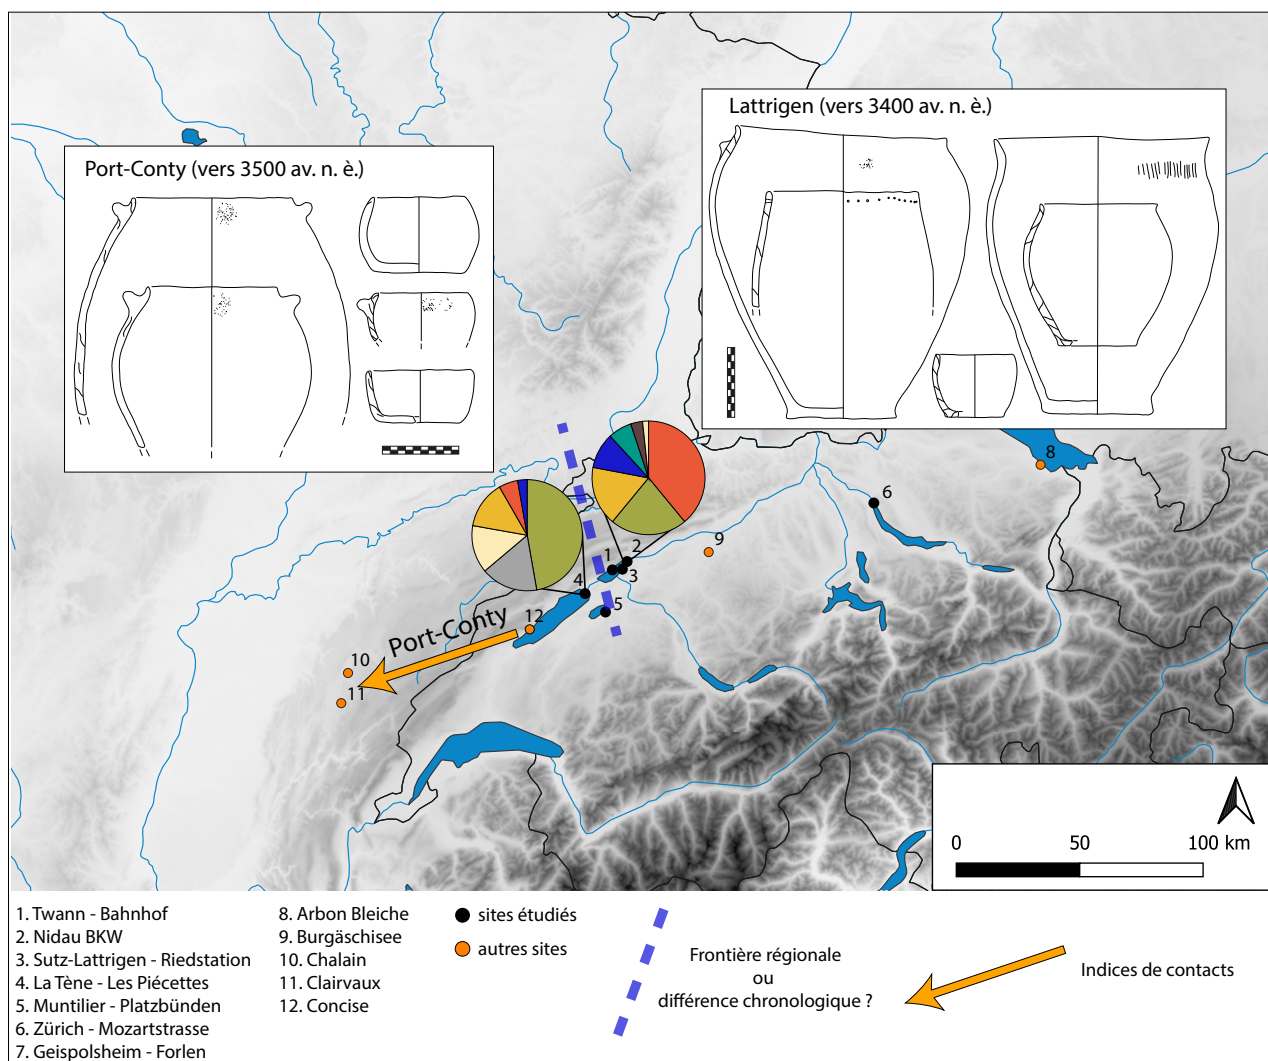 Port-Conty (vers 3500 av. n. è.)
Lattrigen (vers 3400 av. n. è.)
8
6
9
2
1
3
4
5
12
Port-Conty
10
11
0 50 100 km
1. Twann - Bahnhof
2. Nidau BKW
3. Sutz-Lattrigen - Riedstation
4. La Tène - Les Piécettes
5. Muntilier - Platzbünden
6. Zürich - Mozartstrasse
7. Geispolsheim - Forlen
8. Arbon Bleiche
9. Burgäschisee
10. Chalain
11. Clairvaux
12. Concise
sites étudiés
autres sites
Frontière régionale
ou
différence chronologique ?
Indices de contacts